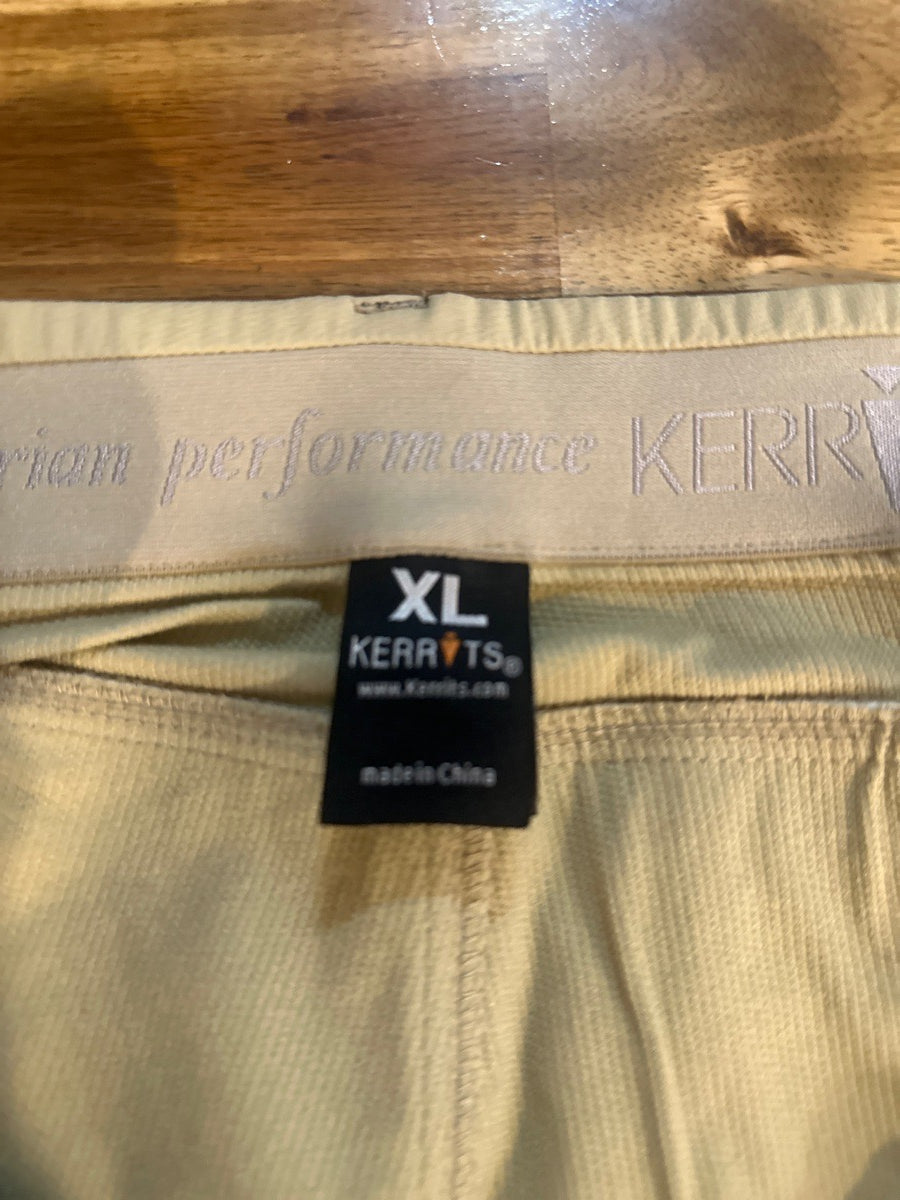 rian performance KERR
XL
KERRITS®
www.Kerrits.com
made in China